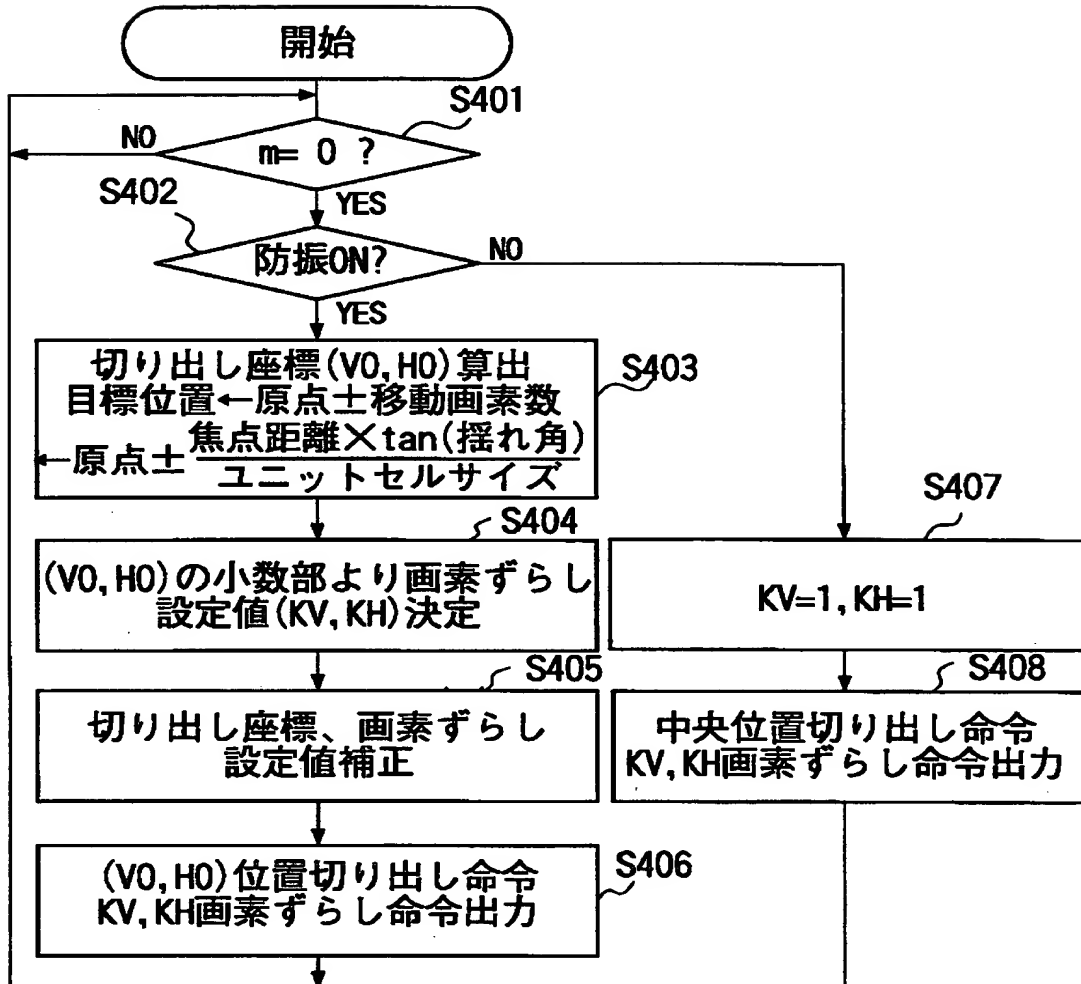 開始
S401
m= 0 ?
NO
YES
S402
防振ON?
NO
YES
S403
切り出し座標(V0,H0)算出
目標位置←原点±移動画素数
←原点± 焦点距離×tan(揺れ角)
ユニットセルサイズ
S404
(V0,H0)の小数部より画素ずらし
設定値(KV,KH)決定
S405
切り出し座標、画素ずらし
設定値補正
S406
(V0,H0)位置切り出し命令
KV,KH画素ずらし命令出力
S407
KV=1,KH=1
S408
中央位置切り出し命令
KV,KH画素ずらし命令出力